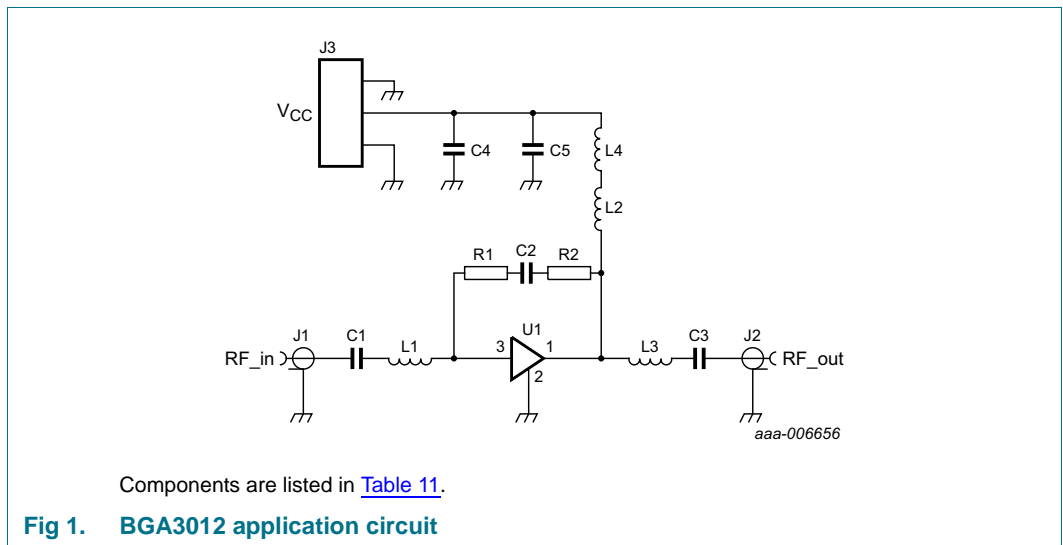 J3
VCC
C4
C5
L4
L2
R1
C2
R2
U1
J1
C1
L1
3
1
2
L3
C3
J2
RF_in
RF_out
aaa-006656
Components are listed in Table 11.
Fig 1. BGA3012 application circuit